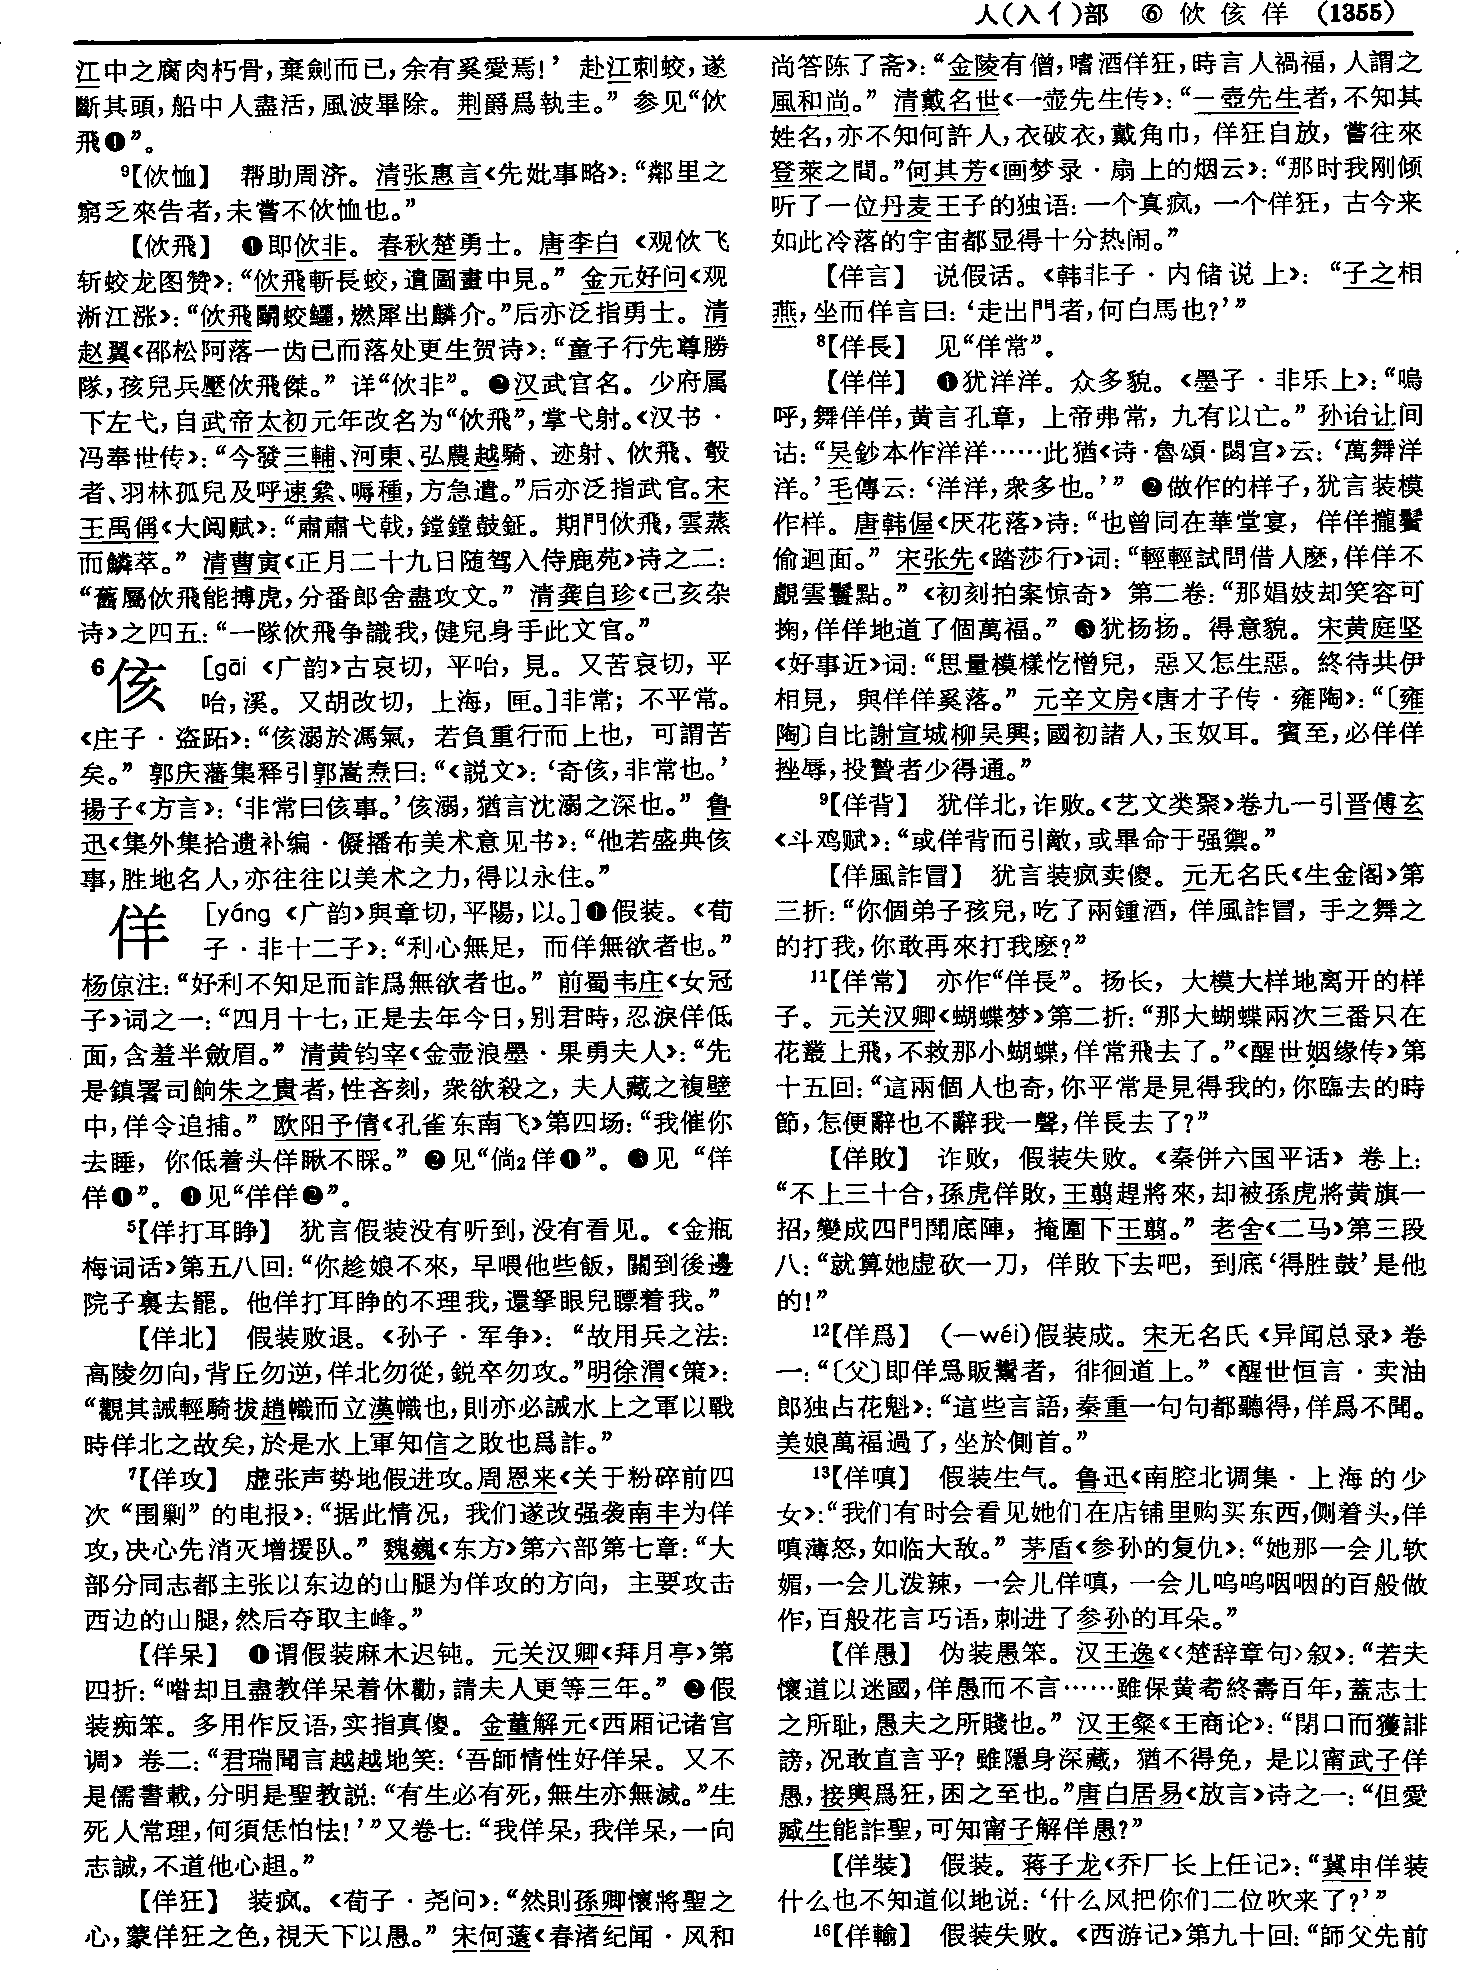 人(入亻)部 ⑥ 佽侅佯 (1355)
江中之腐肉朽骨,棄劍而已,余有奚愛焉!’ 赴江刺蛟,遂
斷其頭,船中人盡活,風波畢除。荆爵爲執圭。” 参见“佽
飛❶”。
⁹【佽恤】 帮助周济。清张惠言《先妣事略》:“鄰里之
窮乏來告者,未嘗不佽恤也。”
【佽飛】 ❶即佽非。春秋楚勇士。唐李白《观佽飞
斩蛟龙图赞》:“佽飛斬長蛟,遺圖畫中見。” 金元好问《观
淅江涨》:“佽飛鬭蛟鱷,燃犀出麟介。”后亦泛指勇士。清
赵翼《邵松阿落一齿已而落处更生贺诗》:“童子行先尊勝
隊,孩兒兵壓佽飛傑。” 详“佽非”。❷汉武官名。少府属
下左弋,自武帝太初元年改名为“佽飛”,掌弋射。《汉书·
冯奉世传》:“今發三輔、河東、弘農越騎、迹射、佽飛、彀
者、羽林孤兒及呼速絫、嗕種,方急遣。”后亦泛指武官。宋
王禹偁《大阅赋》:“肅肅弋戟,鏜鏜鼓鉦。期門佽飛,雲蒸
而鱗萃。” 清曹寅《正月二十九日随驾入侍鹿苑》诗之二:
“舊屬佽飛能搏虎,分番郎舍盡攻文。” 清龚自珍《己亥杂
诗》之四五:“一隊佽飛争識我,健兒身手此文官。”
⁶侅 [gāi 《广韵》古哀切,平咍,見。又苦哀切,平
咍,溪。又胡改切,上海,匣。]非常;不平常。
《庄子·盗跖》:“侅溺於馮氣,若負重行而上也,可謂苦
矣。” 郭庆藩集释引郭嵩焘曰:“《説文》:‘奇侅,非常也。’
揚子《方言》:‘非常曰侅事。’侅溺,猶言沈溺之深也。” 鲁
迅《集外集拾遗补编·儗播布美术意见书》:“他若盛典侅
事,胜地名人,亦往往以美术之力,得以永住。”
佯 [yáng 《广韵》與章切,平陽,以。]❶假装。《荀
子·非十二子》:“利心無足,而佯無欲者也。”
杨倞注:“好利不知足而詐爲無欲者也。” 前蜀韦庄《女冠
子》词之一:“四月十七,正是去年今日,别君時,忍淚佯低
面,含羞半斂眉。” 清黄钧宰《金壶浪墨·果勇夫人》:“先
是鎮署司餉朱之貴者,性吝刻,衆欲殺之,夫人藏之複壁
中,佯令追捕。” 欧阳予倩《孔雀东南飞》第四场:“我催你
去睡,你低着头佯瞅不睬。” ❷见“倘₂佯❶”。❸见“佯
佯❶”。❹见“佯佯❷”。
⁵【佯打耳睁】 犹言假装没有听到,没有看见。《金瓶
梅词话》第五八回:“你趁娘不來,早喂他些飯,關到後邊
院子裏去罷。他佯打耳睁的不理我,還拏眼兒瞟着我。”
【佯北】 假装败退。《孙子·军争》:“故用兵之法:
高陵勿向,背丘勿逆,佯北勿從,鋭卒勿攻。”明徐渭《策》:
“觀其誡輕騎拔趙幟而立漢幟也,則亦必誡水上之軍以戰
時佯北之故矣,於是水上軍知信之敗也爲詐。”
⁷【佯攻】 虚张声势地假进攻。周恩来《关于粉碎前四
次“围剿”的电报》:“据此情况,我们遂改强袭南丰为佯
攻,决心先消灭增援队。” 魏巍《东方》第六部第七章:“大
部分同志都主张以东边的山腿为佯攻的方向,主要攻击
西边的山腿,然后夺取主峰。”
【佯呆】 ❶谓假装麻木迟钝。元关汉卿《拜月亭》第
四折:“喒却且盡教佯呆着休勸,請夫人更等三年。” ❷假
装痴笨。多用作反语,实指真傻。金董解元《西厢记诸宫
调》卷二:“君瑞聞言越越地笑:‘吾師情性好佯呆。又不
是儒書載,分明是聖教説:“有生必有死,無生亦無滅。”生
死人常理,何須恁怕怯!’”又卷七:“我佯呆,我佯呆,一向
志誠,不道他心趄。”
【佯狂】 装疯。《荀子·尧问》:“然則孫卿懷將聖之
心,蒙佯狂之色,視天下以愚。” 宋何薳《春渚纪闻·风和
尚答陈了斋》:“金陵有僧,嗜酒佯狂,時言人禍福,人謂之
風和尚。” 清戴名世《一壶先生传》:“一壺先生者,不知其
姓名,亦不知何許人,衣破衣,戴角巾,佯狂自放,嘗往來
登萊之間。”何其芳《画梦录·扇上的烟云》:“那时我刚倾
听了一位丹麦王子的独语:一个真疯,一个佯狂,古今来
如此冷落的宇宙都显得十分热闹。”
【佯言】 说假话。《韩非子·内储说上》:“子之相
燕,坐而佯言曰:‘走出門者,何白馬也?’”
⁸【佯長】 见“佯常”。
【佯佯】 ❶犹洋洋。众多貌。《墨子·非乐上》:“嗚
呼,舞佯佯,黄言孔章,上帝弗常,九有以亡。” 孙诒让间
诂:“吴鈔本作洋洋……此猶《诗·魯頌·閟宫》云:‘萬舞洋
洋。’毛傳云:‘洋洋,衆多也。’” ❷做作的样子,犹言装模
作样。唐韩偓《厌花落》诗:“也曾同在華堂宴,佯佯攏鬢
偷迴面。” 宋张先《踏莎行》词:“輕輕試問借人麽,佯佯不
覷雲鬟點。” 《初刻拍案惊奇》第二卷:“那娼妓却笑容可
掬,佯佯地道了個萬福。” ❸犹扬扬。得意貌。宋黄庭坚
《好事近》词:“思量模樣忔憎兒,惡又怎生惡。終待共伊
相見,與佯佯奚落。” 元辛文房《唐才子传·雍陶》:“〔雍
陶〕自比謝宣城柳吴興;國初諸人,玉奴耳。賓至,必佯佯
挫辱,投贄者少得通。”
⁹【佯背】 犹佯北,诈败。《艺文类聚》卷九一引晋傅玄
《斗鸡赋》:“或佯背而引敵,或畢命于强禦。”
【佯風詐冒】 犹言装疯卖傻。元无名氏《生金阁》第
三折:“你個弟子孩兒,吃了兩鍾酒,佯風詐冒,手之舞之
的打我,你敢再來打我麽?”
¹¹【佯常】 亦作“佯長”。扬长,大模大样地离开的样
子。元关汉卿《蝴蝶梦》第二折:“那大蝴蝶兩次三番只在
花叢上飛,不救那小蝴蝶,佯常飛去了。”《醒世姻缘传》第
十五回:“這兩個人也奇,你平常是見得我的,你臨去的時
節,怎便辭也不辭我一聲,佯長去了?”
【佯敗】 诈败,假装失败。《秦併六国平话》卷上:
“不上三十合,孫虎佯敗,王翦趕將來,却被孫虎將黄旗一
招,變成四門鬭底陣,掩圍下王翦。” 老舍《二马》第三段
八:“就算她虚砍一刀,佯敗下去吧,到底‘得胜鼓’是他
的!”
¹²【佯爲】 (—wéi)假装成。宋无名氏《异闻总录》卷
一:“〔父〕即佯爲販鬻者,徘徊道上。” 《醒世恒言·卖油
郎独占花魁》:“這些言語,秦重一句句都聽得,佯爲不聞。
美娘萬福過了,坐於側首。”
¹³【佯嗔】 假装生气。鲁迅《南腔北调集·上海的少
女》:“我们有时会看见她们在店铺里购买东西,侧着头,佯
嗔薄怒,如临大敌。” 茅盾《参孙的复仇》:“她那一会儿软
媚,一会儿泼辣,一会儿佯嗔,一会儿呜呜咽咽的百般做
作,百般花言巧语,刺进了参孙的耳朵。”
【佯愚】 伪装愚笨。汉王逸《〈楚辞章句〉叙》:“若夫
懷道以迷國,佯愚而不言……雖保黄耇終壽百年,蓋志士
之所耻,愚夫之所賤也。” 汉王粲《王商论》:“閉口而獲誹
謗,况敢直言乎?雖隱身深藏,猶不得免,是以甯武子佯
愚,接輿爲狂,困之至也。”唐白居易《放言》诗之一:“但愛
臧生能詐聖,可知甯子解佯愚?”
【佯裝】 假装。蒋子龙《乔厂长上任记》:“冀申佯装
什么也不知道似地说:‘什么风把你们二位吹来了?’”
¹⁶【佯輸】 假装失败。《西游记》第九十回:“師父先前